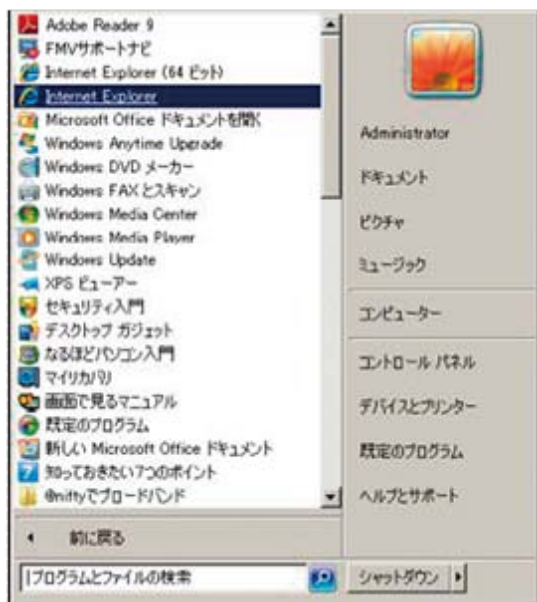 Adobe Reader 9
FMVサポートナビ
Internet Explorer (64 ビット)
Internet Explorer
Microsoft Office ドキュメントを開く
Windows Anytime Upgrade
Windows DVD メーカー
Windows FAX とスキャン
Windows Media Center
Windows Media Player
Windows Update
XPS ビューアー
セキュリティ入門
デスクトップ ガジェット
なるほどパソコン入門
マイリカバリ
画面で見るマニュアル
既定のプログラム
新しい Microsoft Office ドキュメント
知っておきたい7つのポイント
@niftyでブロードバンド
前に戻る
プログラムとファイルの検索
Administrator
ドキュメント
ピクチャ
ミュージック
コンピューター
コントロール パネル
デバイスとプリンター
既定のプログラム
ヘルプとサポート
シャットダウン